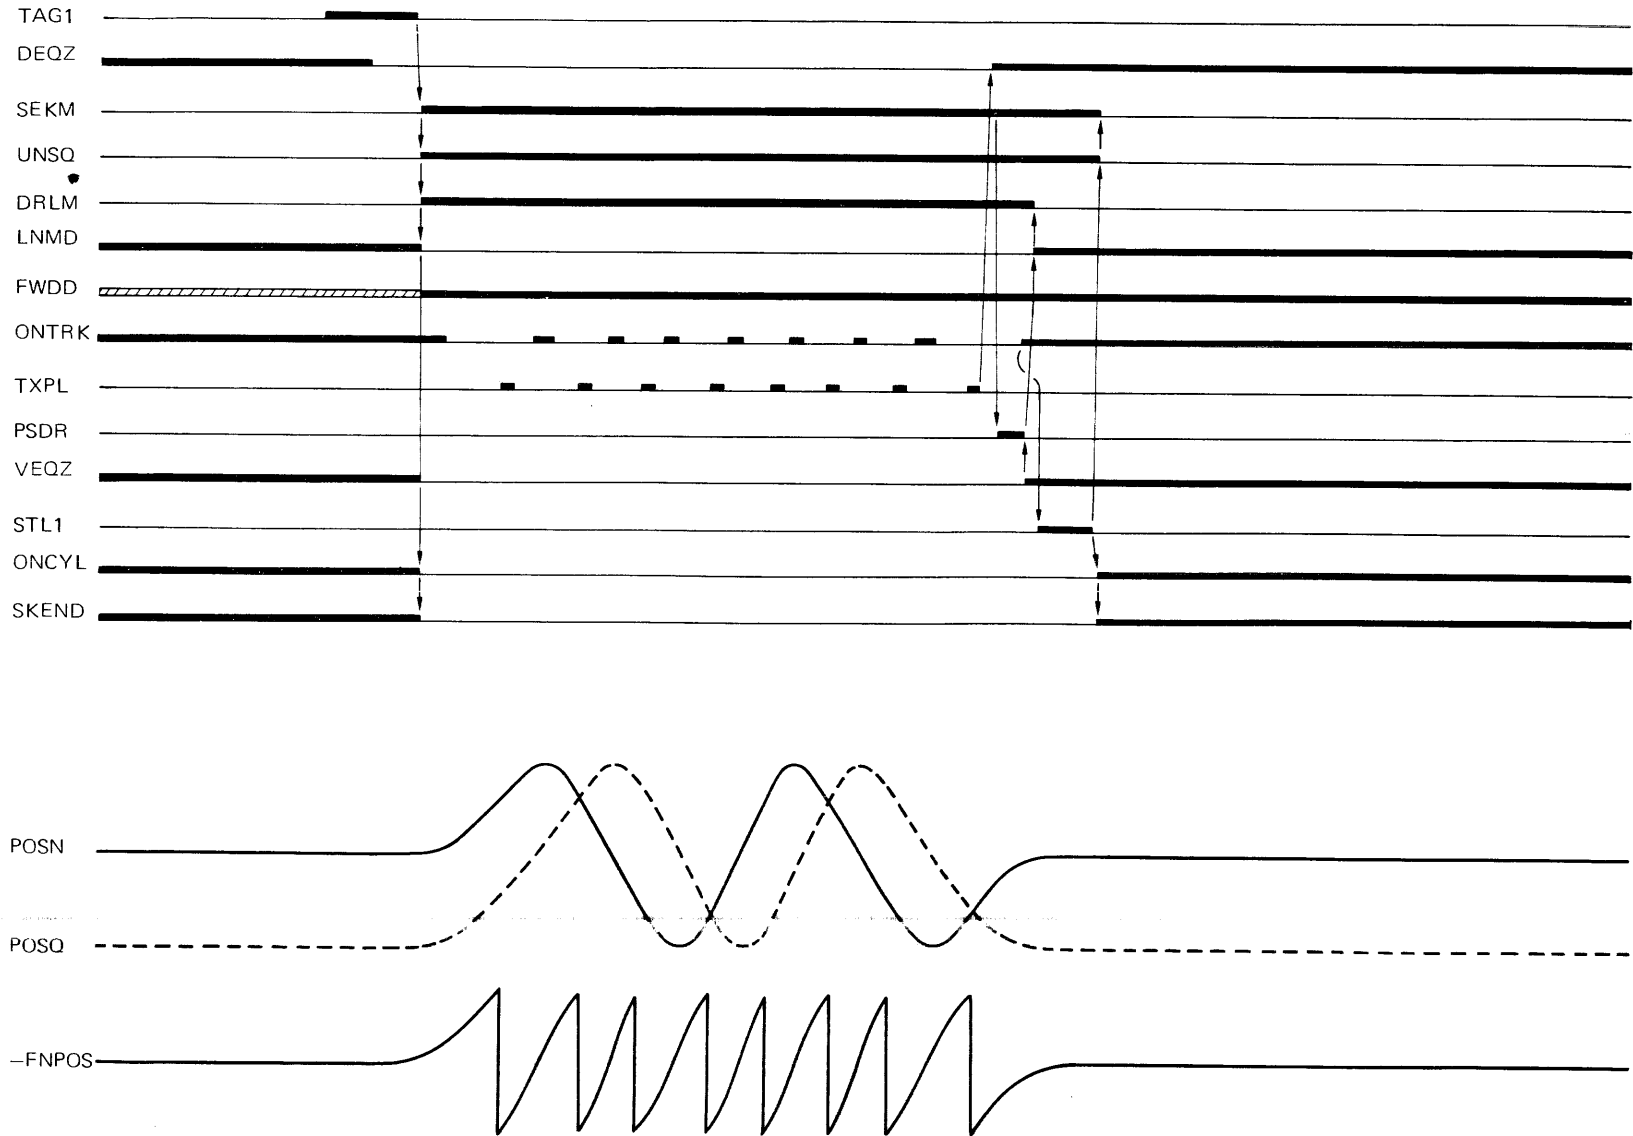 TAG1
DEQZ
SEKM
UNSQ
DRLM
LNMD
FWDD
ONTRK
TXPL
PSDR
VEQZ
STL1
ONCYL
SKEND
POSN
POSQ
—FNPOS